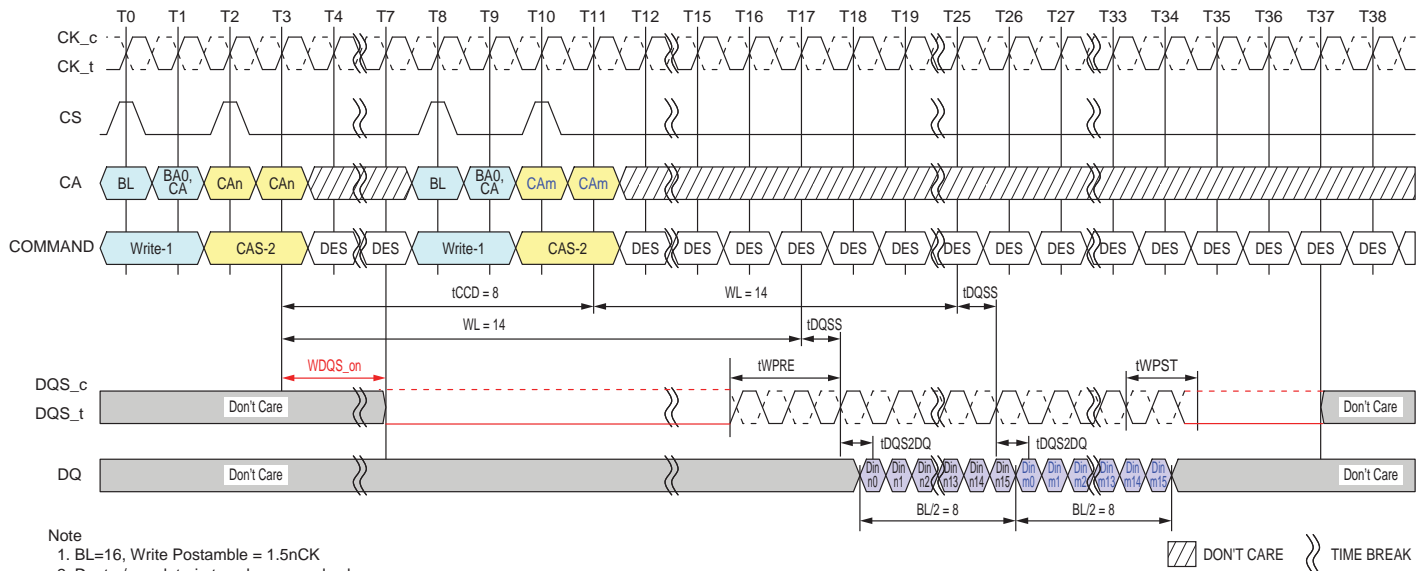 T0 T1 T2 T3 T4 T7 T8 T9 T10 T11 T12 T15 T16 T17 T18 T19 T25 T26 T27 T33 T34 T35 T36 T37 T38
CK_c
CK_t
CS
CA BL BA0, CA CAn CAn BL BA0, CA CAm CAm
COMMAND Write-1 CAS-2 DES DES Write-1 CAS-2 DES DES DES DES DES DES DES DES DES DES DES DES DES DES DES
tCCD = 8 WL = 14 tDQSS
WL = 14 tDQSS
WDQS_on tWPRE tWPST
DQS_c
DQS_t Don't Care Don't Care
tDQS2DQ tDQS2DQ
DQ Don't Care Din n0 Din n1 Din n2 Din n13 Din n14 Din n15 Din m0 Din m1 Din m2 Din m13 Din m14 Din m15 Don't Care
BL/2 = 8 BL/2 = 8
Note
1. BL=16, Write Postamble = 1.5nCK
DON'T CARE TIME BREAK